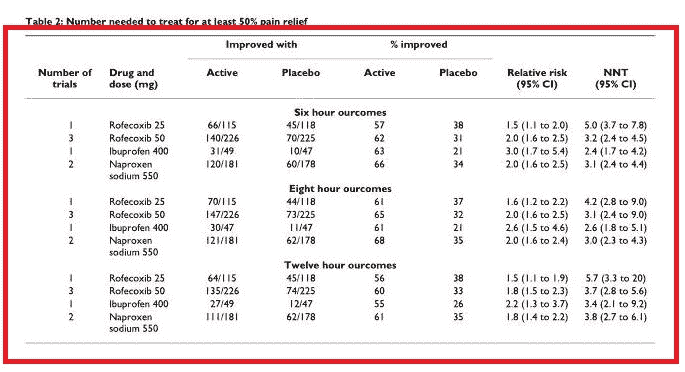 Table 2: Number needed to treat for at least 50% pain relief
Improved with % improved
Number of trials Drug and dose (mg) Active Placebo Active Placebo Relative risk (95% CI) NNT (95% CI)
Six hour ourcomes
1 Rofecoxib 25 66/115 45/118 57 38 1.5 (1.1 to 2.0) 5.0 (3.7 to 7.8)
3 Rofecoxib 50 140/226 70/225 62 31 2.0 (1.6 to 2.5) 3.2 (2.4 to 4.5)
1 Ibuprofen 400 31/49 10/47 63 21 3.0 (1.7 to 5.4) 2.4 (1.7 to 4.2)
2 Naproxen sodium 550 120/181 60/178 66 34 2.0 (1.6 to 2.5) 3.1 (2.4 to 4.4)
Eight hour ourcomes
1 Rofecoxib 25 70/115 44/118 61 37 1.6 (1.2 to 2.2) 4.2 (2.8 to 9.0)
3 Rofecoxib 50 147/226 73/225 65 32 2.0 (1.6 to 2.5) 3.1 (2.4 to 9.0)
1 Ibuprofen 400 30/47 11/47 61 21 2.6 (1.5 to 4.6) 2.6 (1.8 to 5.1)
2 Naproxen sodium 550 121/181 62/178 68 35 2.0 (1.6 to 2.4) 3.0 (2.3 to 4.3)
Twelve hour ourcomes
1 Rofecoxib 25 64/115 45/118 56 38 1.5 (1.1 to 1.9) 5.7 (3.3 to 20)
3 Rofecoxib 50 135/226 74/225 60 33 1.8 (1.5 to 2.3) 3.7 (2.8 to 5.6)
1 Ibuprofen 400 27/49 12/47 55 26 2.2 (1.3 to 3.7) 3.4 (2.1 to 9.2)
2 Naproxen sodium 550 111/181 62/178 61 35 1.8 (1.4 to 2.2) 3.8 (2.7 to 6.1)